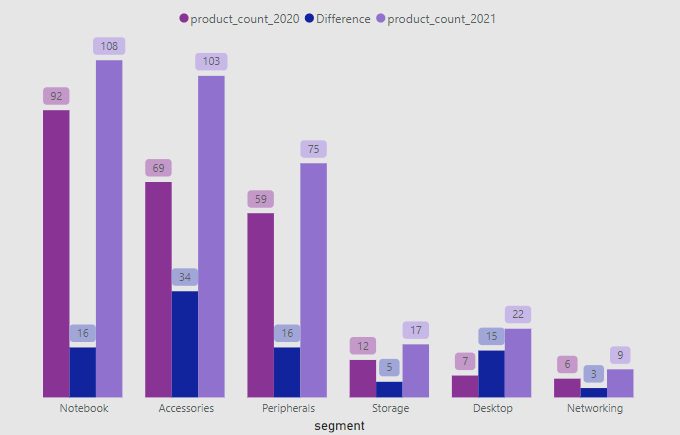 product_count_2020 Difference product_count_2021
92 16 108
69 34 103
59 16 75
12 5 17
7 15 22
6 3 9
Notebook Accessories Peripherals Storage Desktop Networking
segment